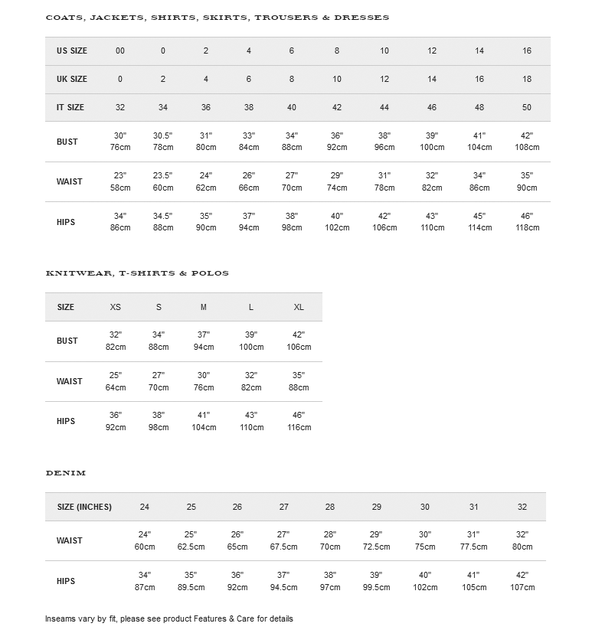 COATS, JACKETS, SHIRTS, SKIRTS, TROUSERS & DRESSES
US SIZE 00 0 2 4 6 8 10 12 14 16
UK SIZE 0 2 4 6 8 10 12 14 16 18
IT SIZE 32 34 36 38 40 42 44 46 48 50
BUST 30" 30.5" 31" 33" 34" 36" 38" 39" 41" 42"
76cm 78cm 80cm 84cm 88cm 92cm 96cm 100cm 104cm 108cm
WAIST 23" 23.5" 24" 26" 27" 29" 31" 32" 34" 35"
58cm 60cm 62cm 66cm 70cm 74cm 78cm 82cm 86cm 90cm
HIPS 34" 34.5" 35" 37" 38" 40" 42" 43" 45" 46"
86cm 88cm 90cm 94cm 98cm 102cm 106cm 110cm 114cm 118cm
KNITWEAR, T-SHIRTS & POLOS
SIZE XS S M L XL
BUST 32" 34" 37" 39" 42"
82cm 88cm 94cm 100cm 106cm
WAIST 25" 27" 30" 32" 35"
64cm 70cm 76cm 82cm 88cm
HIPS 36" 38" 41" 43" 46"
92cm 98cm 104cm 110cm 116cm
DENIM
SIZE (INCHES) 24 25 26 27 28 29 30 31 32
WAIST 24" 25" 26" 27" 28" 29" 30" 31" 32"
60cm 62.5cm 65cm 67.5cm 70cm 72.5cm 75cm 77.5cm 80cm
HIPS 34" 35" 36" 37" 38" 39" 40" 41" 42"
87cm 89.5cm 92cm 94.5cm 97cm 99.5cm 102cm 105cm 107cm
Inseams vary by fit, please see product Features & Care for details